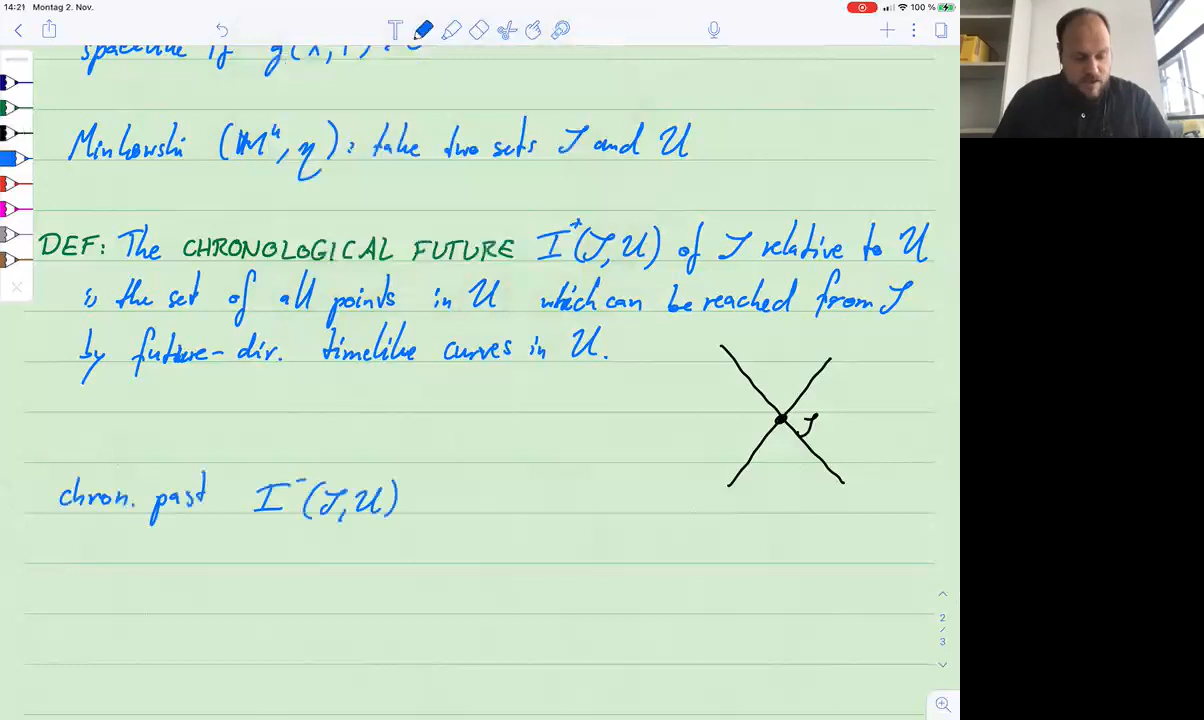 14:21 Montag 2. Nov. 100 %
spacelike if g(X,Y)
Minkowski (M⁴, η): take two sets 𝒮 and 𝒰
DEF: The CHRONOLOGICAL FUTURE I⁺(𝒮,𝒰) of 𝒮 relative to 𝒰
is the set of all points in 𝒰 which can be reached from 𝒮
by future-dir. timelike curves in 𝒰.
𝒮
chron. past I⁻(𝒮,𝒰)
2
/
3